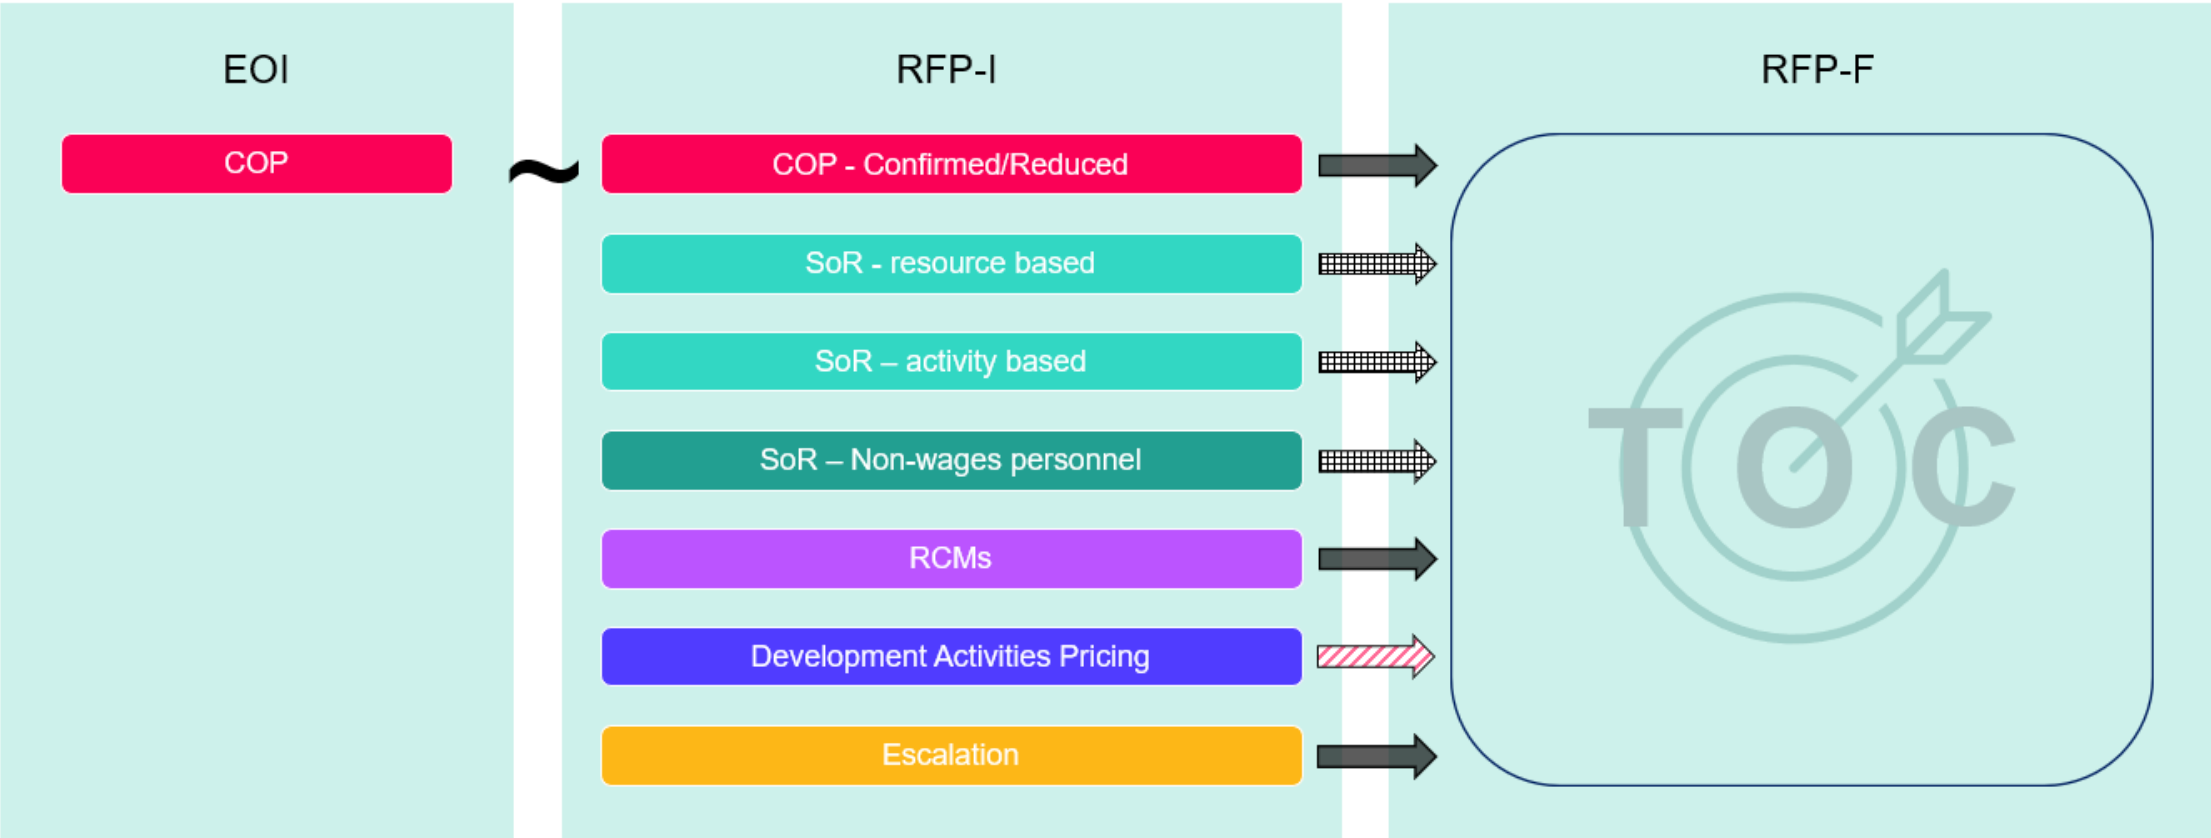 EOI
COP
~
RFP-I
COP - Confirmed/Reduced
SoR - resource based
SoR – activity based
SoR – Non-wages personnel
RCMs
Development Activities Pricing
Escalation
RFP-F
TOC